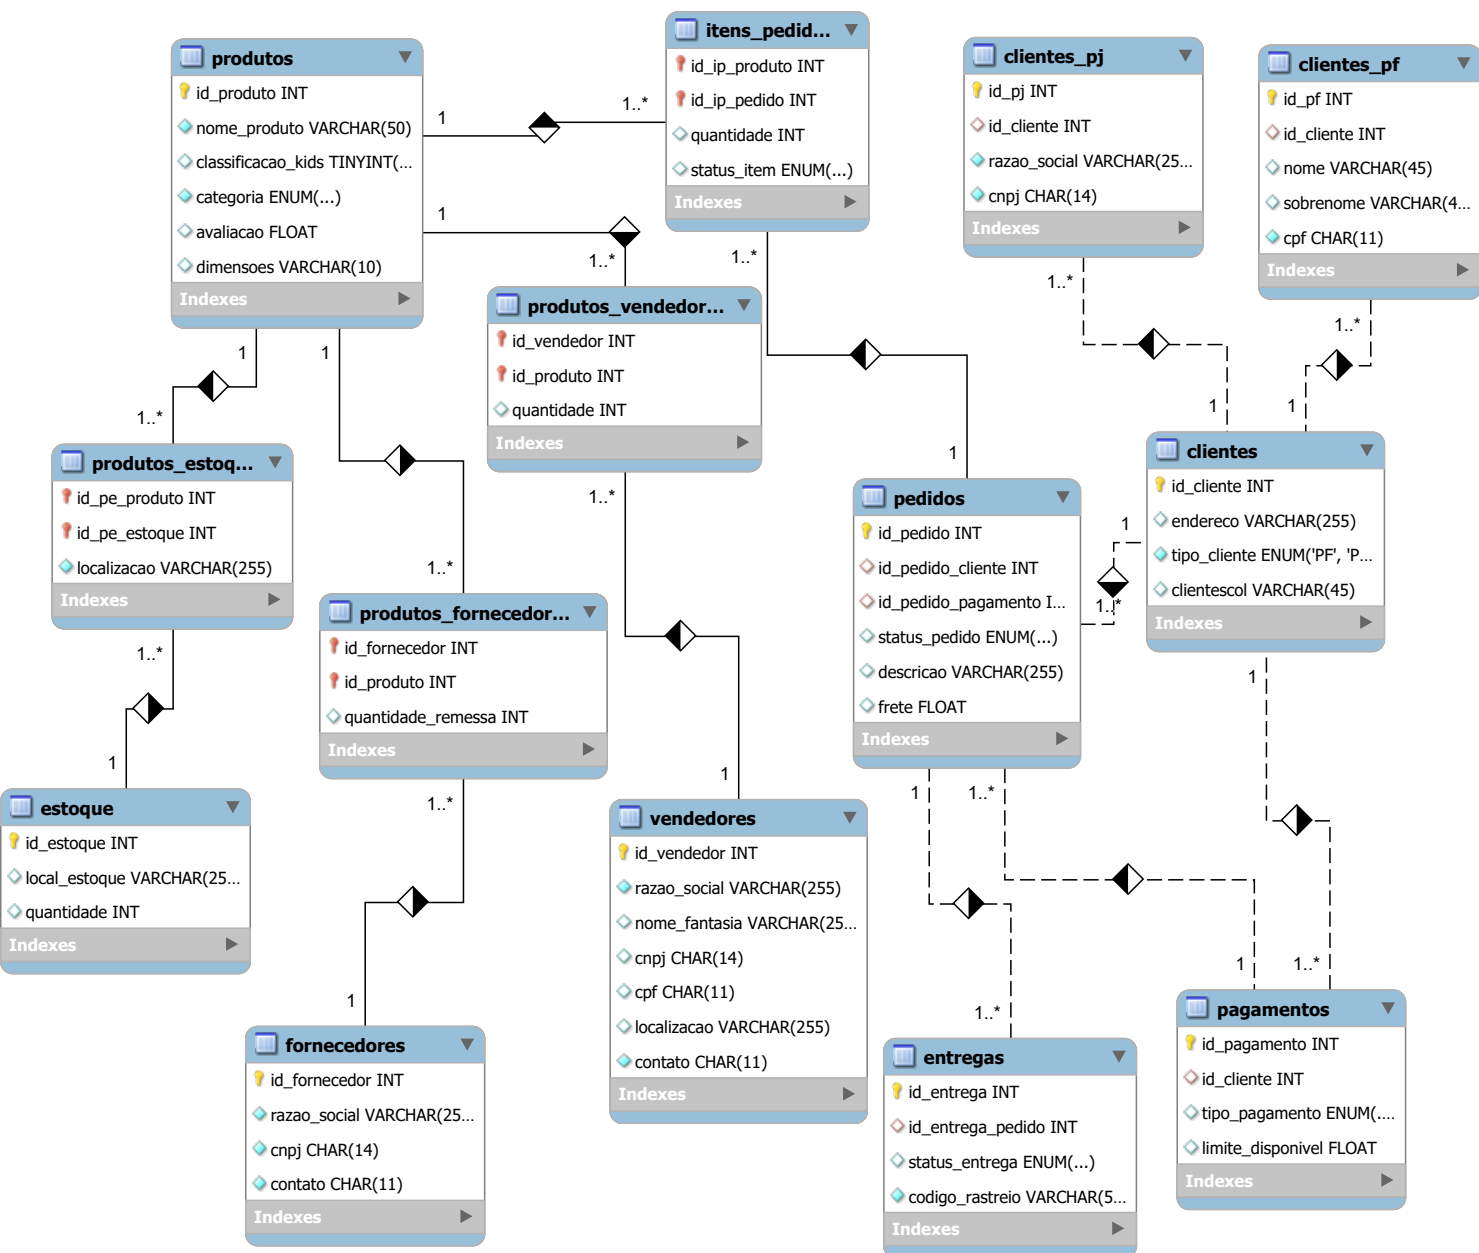 produtos
id_produto INT
nome_produto VARCHAR(50)
classificacao_kids TINYINT(...
categoria ENUM(...)
avaliacao FLOAT
dimensoes VARCHAR(10)
Indexes
1
1..*
itens_pedid...
id_ip_produto INT
id_ip_pedido INT
quantidade INT
status_item ENUM(...)
Indexes
1
1..*
1..*
clientes_pj
id_pj INT
id_cliente INT
razao_social VARCHAR(25...
cnpj CHAR(14)
Indexes
1..*
clientes_pf
id_pf INT
id_cliente INT
nome VARCHAR(45)
sobrenome VARCHAR(4...
cpf CHAR(11)
Indexes
1..*
produtos_vendedor...
id_vendedor INT
id_produto INT
quantidade INT
Indexes
1..*
1
1
1..*
1
1
produtos_estoq...
id_pe_produto INT
id_pe_estoque INT
localizacao VARCHAR(255)
Indexes
1..*
1..*
produtos_fornecedor...
id_fornecedor INT
id_produto INT
quantidade_remessa INT
Indexes
1..*
1
pedidos
id_pedido INT
id_pedido_cliente INT
id_pedido_pagamento I...
status_pedido ENUM(...)
descricao VARCHAR(255)
frete FLOAT
Indexes
1
1..*
1
1..*
clientes
id_cliente INT
endereco VARCHAR(255)
tipo_cliente ENUM('PF', 'P...
clientescol VARCHAR(45)
Indexes
1
1
estoque
id_estoque INT
local_estoque VARCHAR(25...
quantidade INT
Indexes
1
vendedores
id_vendedor INT
razao_social VARCHAR(255)
nome_fantasia VARCHAR(25...
cnpj CHAR(14)
cpf CHAR(11)
localizacao VARCHAR(255)
contato CHAR(11)
Indexes
1
fornecedores
id_fornecedor INT
razao_social VARCHAR(25...
cnpj CHAR(14)
contato CHAR(11)
Indexes
1..*
entregas
id_entrega INT
id_entrega_pedido INT
status_entrega ENUM(...)
codigo_rastreio VARCHAR(5...
Indexes
1
1..*
pagamentos
id_pagamento INT
id_cliente INT
tipo_pagamento ENUM(....
limite_disponivel FLOAT
Indexes